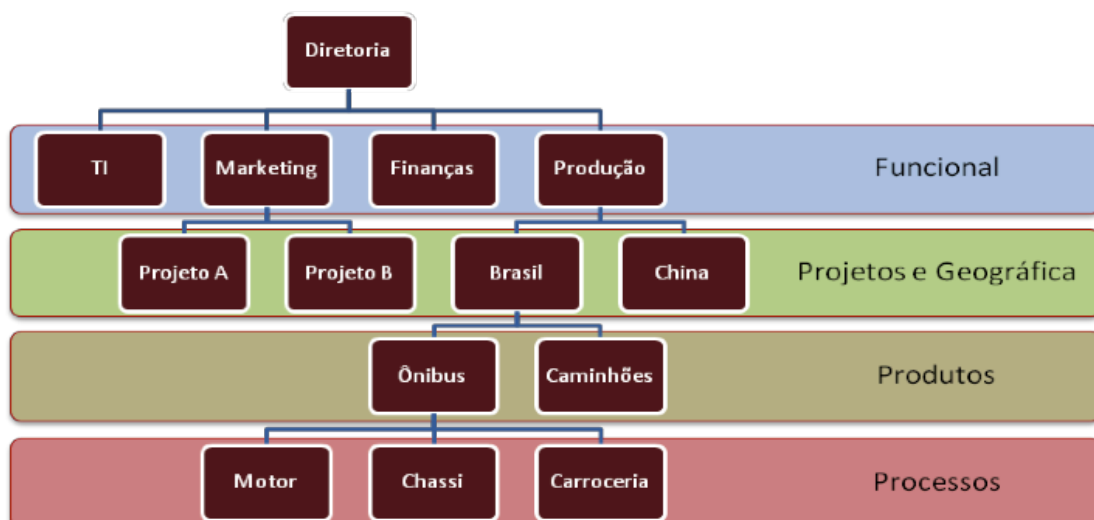 Diretoria
TI
Marketing
Finanças
Produção
Funcional
Projeto A
Projeto B
Brasil
China
Projetos e Geográfica
Ônibus
Caminhões
Produtos
Motor
Chassi
Carroceria
Processos